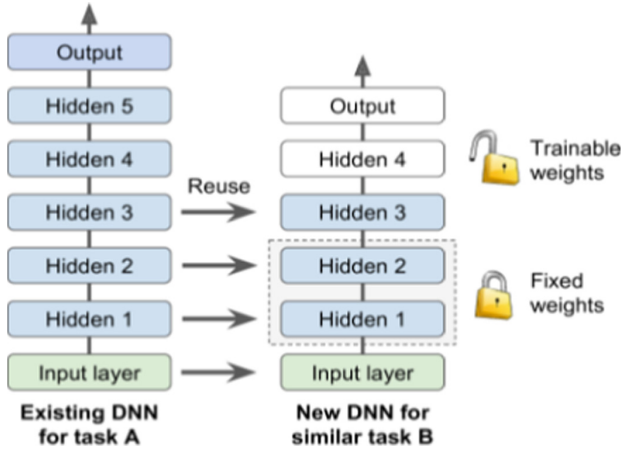 Output
Hidden 5
Hidden 4
Hidden 3
Hidden 2
Hidden 1
Input layer
Existing DNN
for task A
Reuse
Output
Hidden 4
Hidden 3
Hidden 2
Hidden 1
Input layer
New DNN for
similar task B
Trainable
weights
Fixed
weights